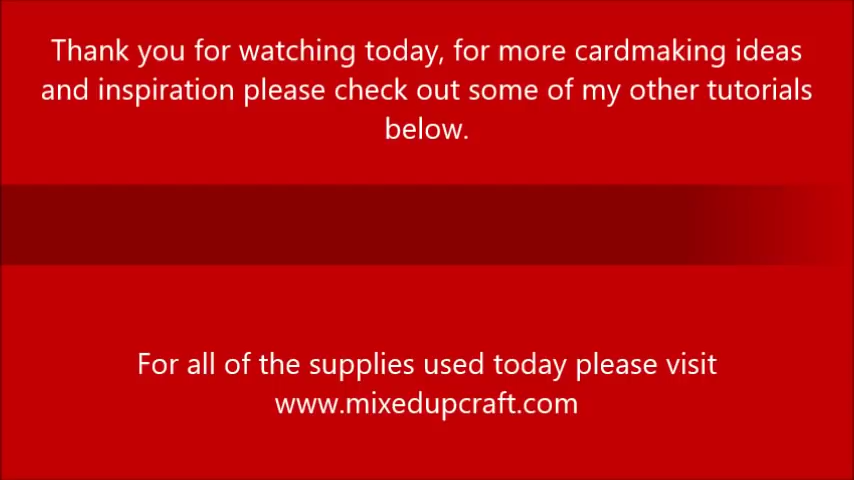 Thank you for watching today, for more cardmaking ideas
and inspiration please check out some of my other tutorials
below.
For all of the supplies used today please visit
www.mixedupcraft.com